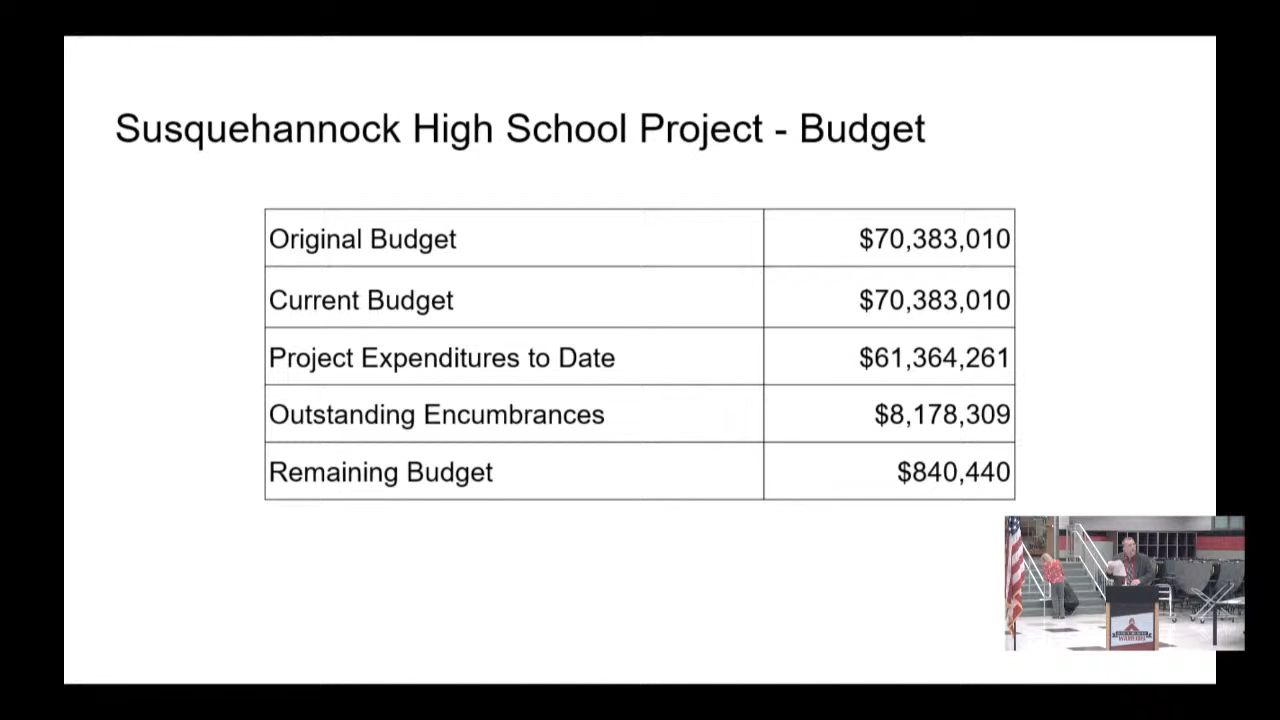 Susquehannock High School Project - Budget
Original Budget $70,383,010
Current Budget $70,383,010
Project Expenditures to Date $61,364,261
Outstanding Encumbrances $8,178,309
Remaining Budget $840,440
WARRIORS